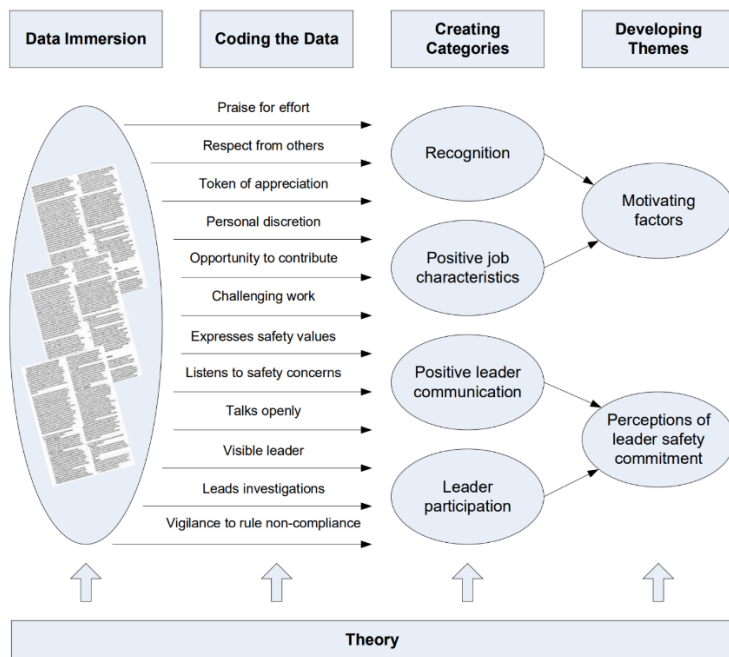 Data Immersion
Coding the Data
Creating
Categories
Developing
Themes
Praise for effort
Respect from others
Token of appreciation
Personal discretion
Opportunity to contribute
Challenging work
Expresses safety values
Listens to safety concerns
Talks openly
Visible leader
Leads investigations
Vigilance to rule non-compliance
Recognition
Positive job
characteristics
Positive leader
communication
Leader
participation
Motivating
factors
Perceptions of
leader safety
commitment
Theory